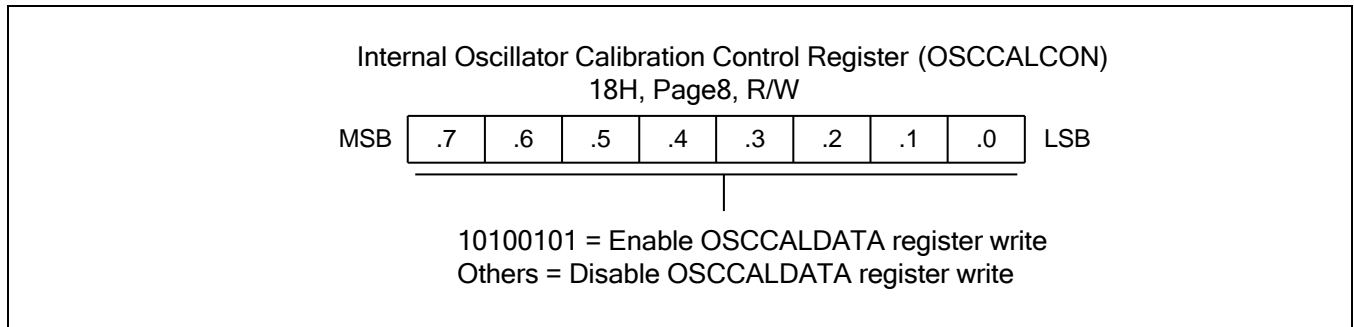 Internal Oscillator Calibration Control Register (OSCCALCON)
18H, Page8, R/W
MSB .7 .6 .5 .4 .3 .2 .1 .0 LSB
10100101 = Enable OSCCALDATA register write
Others = Disable OSCCALDATA register write